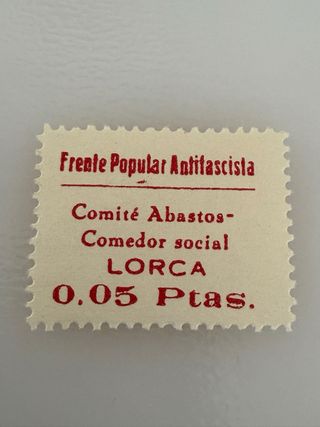 Frente Popular Antifascista
Comité Abastos-
Comedor social
LORCA
0.05 Ptas.